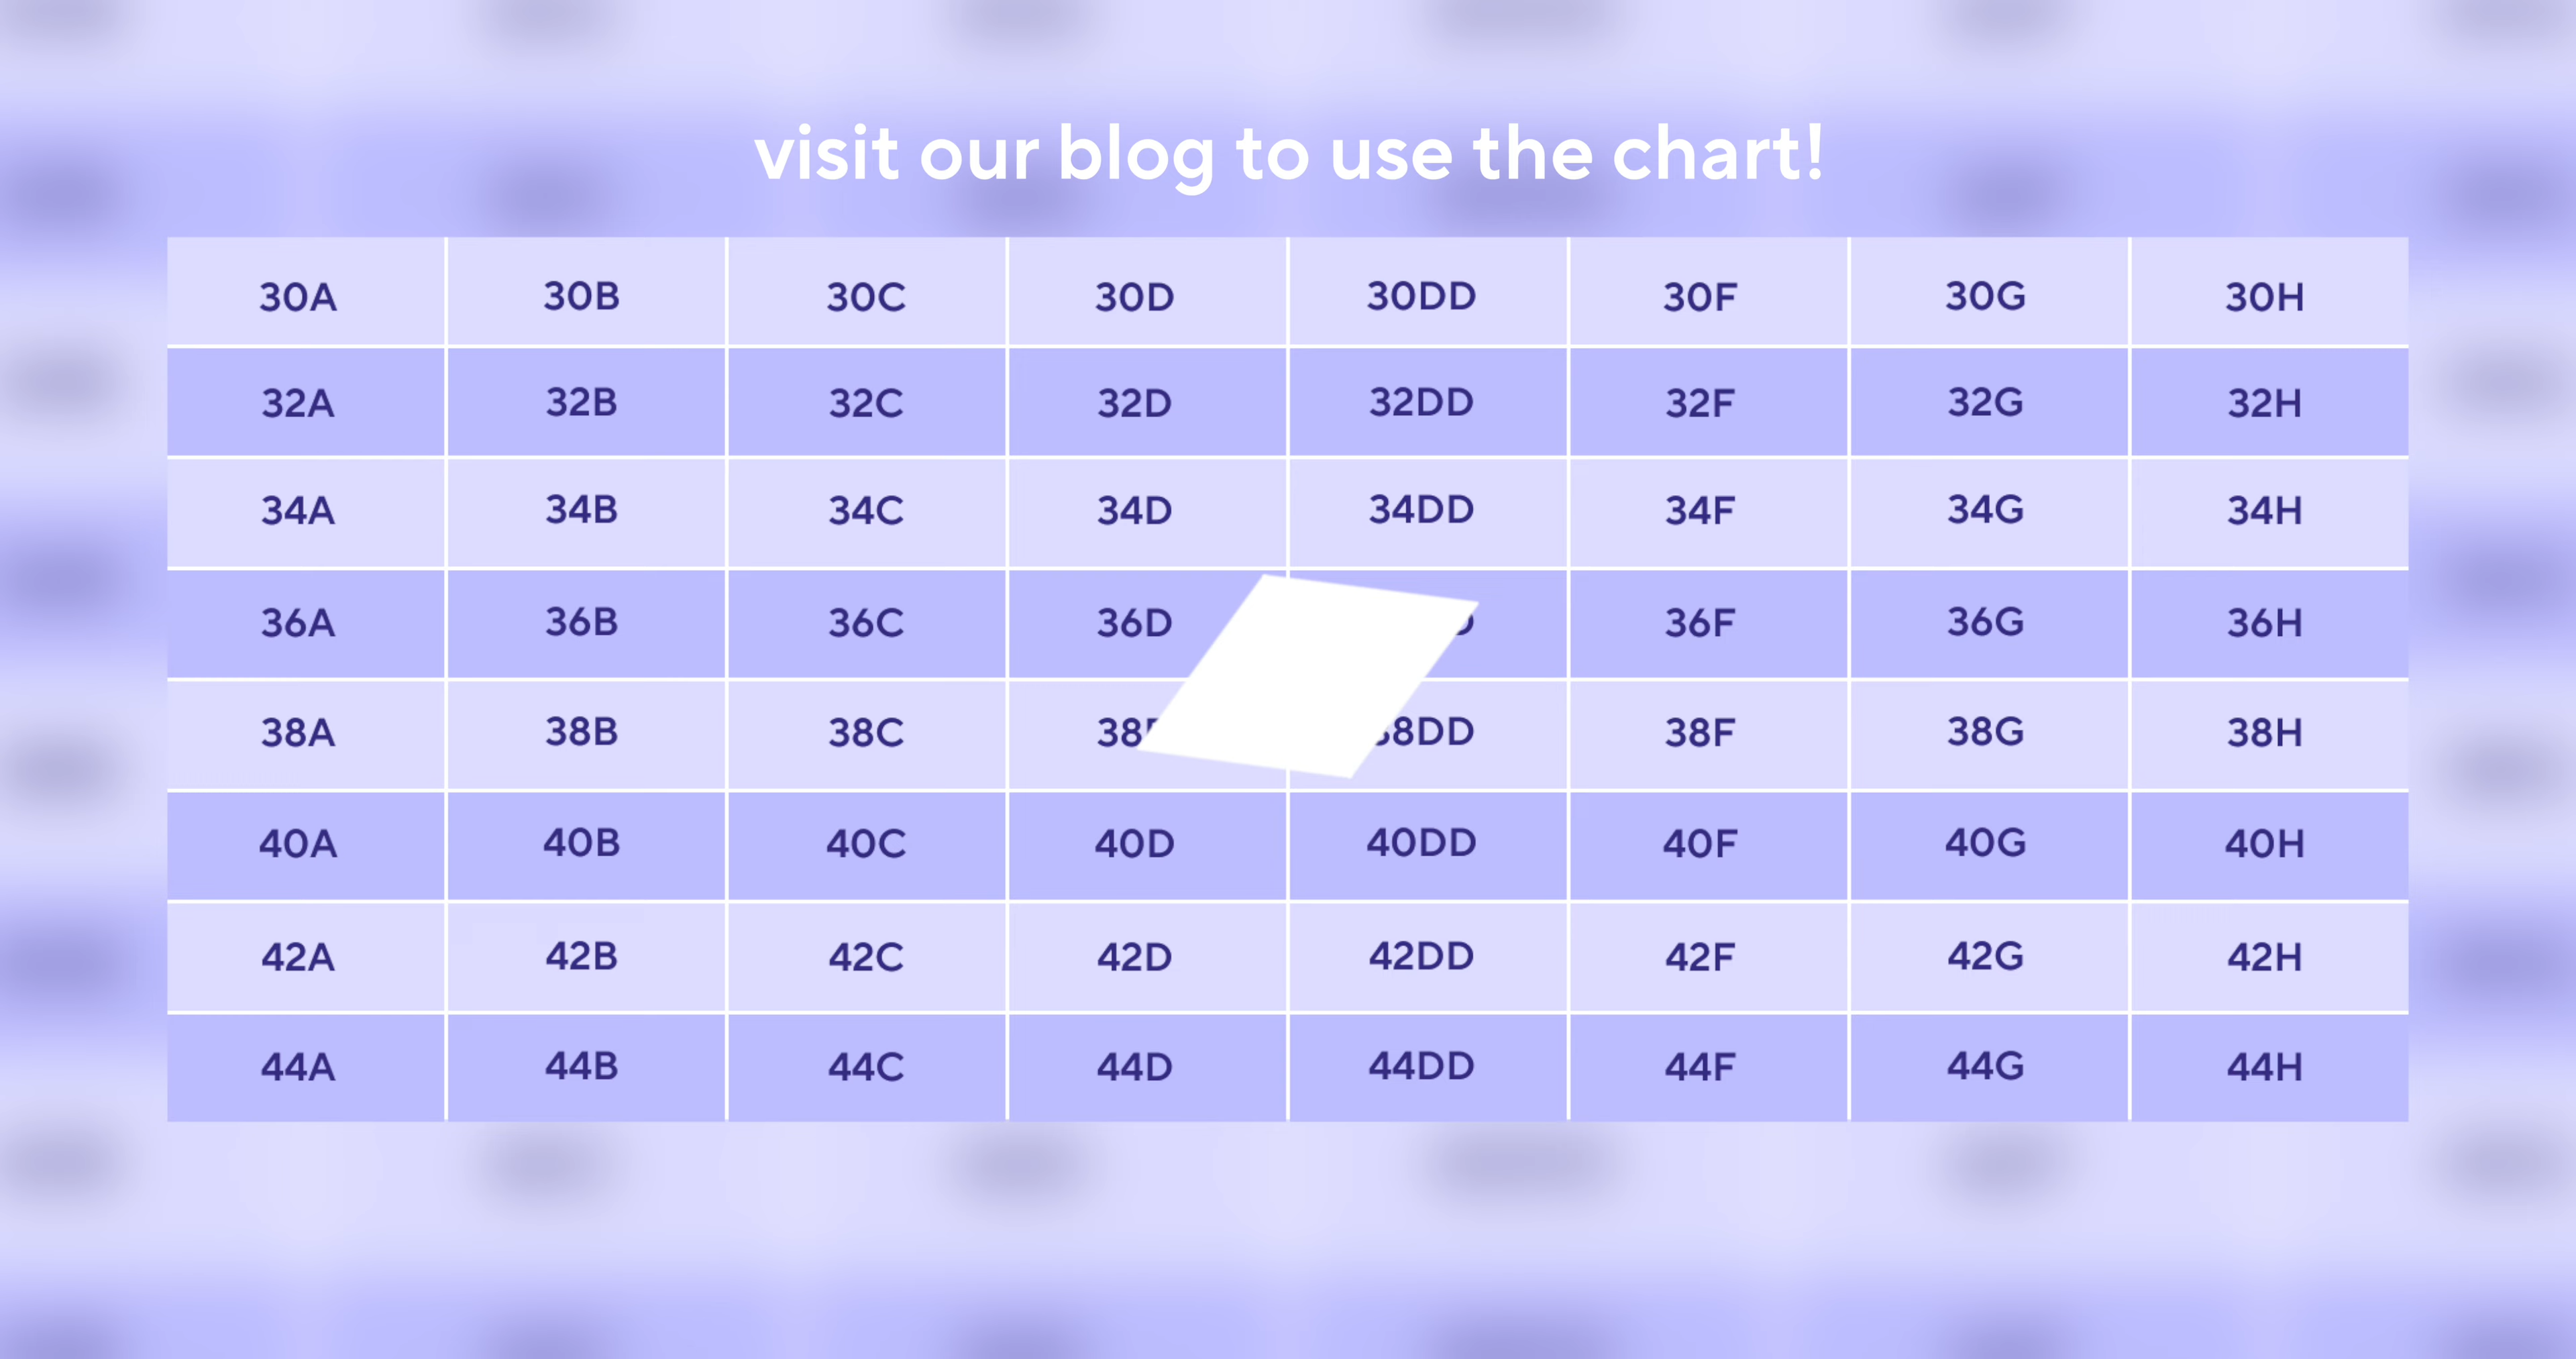 visit our blog to use the chart!
30A 30B 30C 30D 30DD 30F 30G 30H
32A 32B 32C 32D 32DD 32F 32G 32H
34A 34B 34C 34D 34DD 34F 34G 34H
36A 36B 36C 36D 36F 36G 36H
38A 38B 38C 38F 38G 38H
40A 40B 40C 40D 40DD 40F 40G 40H
42A 42B 42C 42D 42DD 42F 42G 42H
44A 44B 44C 44D 44DD 44F 44G 44H